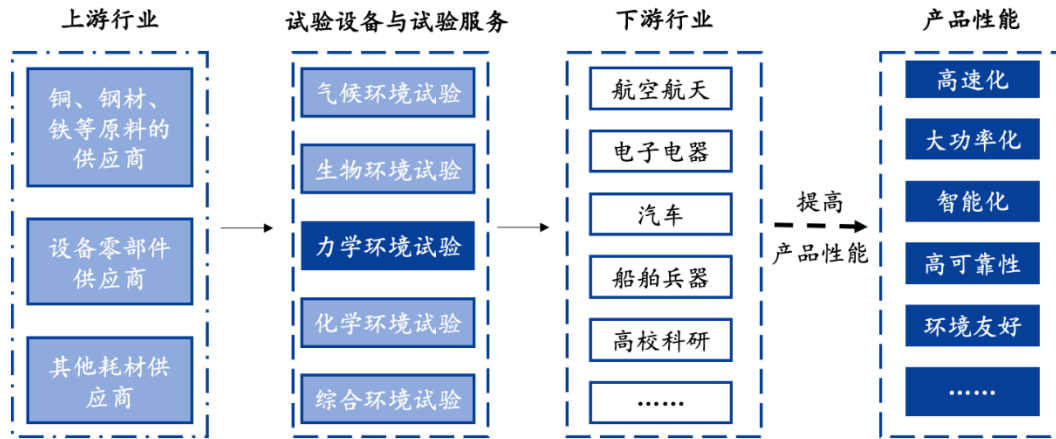 上游行业
铜、钢材、
铁等原料的
供应商
设备零部件
供应商
其他耗材供
应商
试验设备与试验服务
气候环境试验
生物环境试验
力学环境试验
化学环境试验
综合环境试验
下游行业
航空航天
电子电器
汽车
船舶兵器
高校科研
……
提高
产品性能
产品性能
高速化
大功率化
智能化
高可靠性
环境友好
……